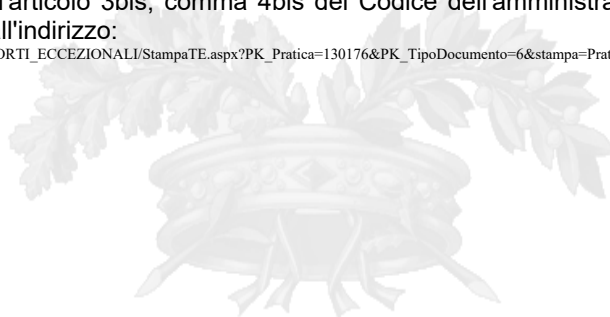 l'articolo 3bis, comma 4bis del Codice dell'amministra
all'indirizzo:
ORTI_ECCEZIONALI/StampaTE.aspx?PK_Pratica=130176&PK_TipoDocumento=6&stampa=Prat